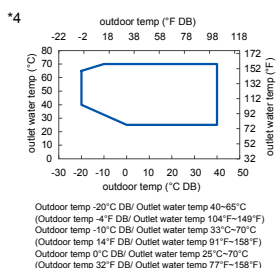 *4
outdoor temp (°F DB)
-22 -2 18 38 58 78 98 118
outlet water temp (°C)
80
70
60
50
40
30
20
10
0
172
152
132
112
92
72
52
32
outlet water temp (°F)
-30 -20 -10 0 10 20 30 40 50
outdoor temp (°C DB)
Outdoor temp -20°C DB/ Outlet water temp 40~65°C
(Outdoor temp -4°F DB/ Outlet water temp 104°F~149°F)
Outdoor temp -10°C DB/ Outlet water temp 33°C~70°C
(Outdoor temp 14°F DB/ Outlet water temp 91°F~158°F)
Outdoor temp 0°C DB/ Outlet water temp 25°C~70°C
(Outdoor temp 32°F DB/ Outlet water temp 77°F~158°F)